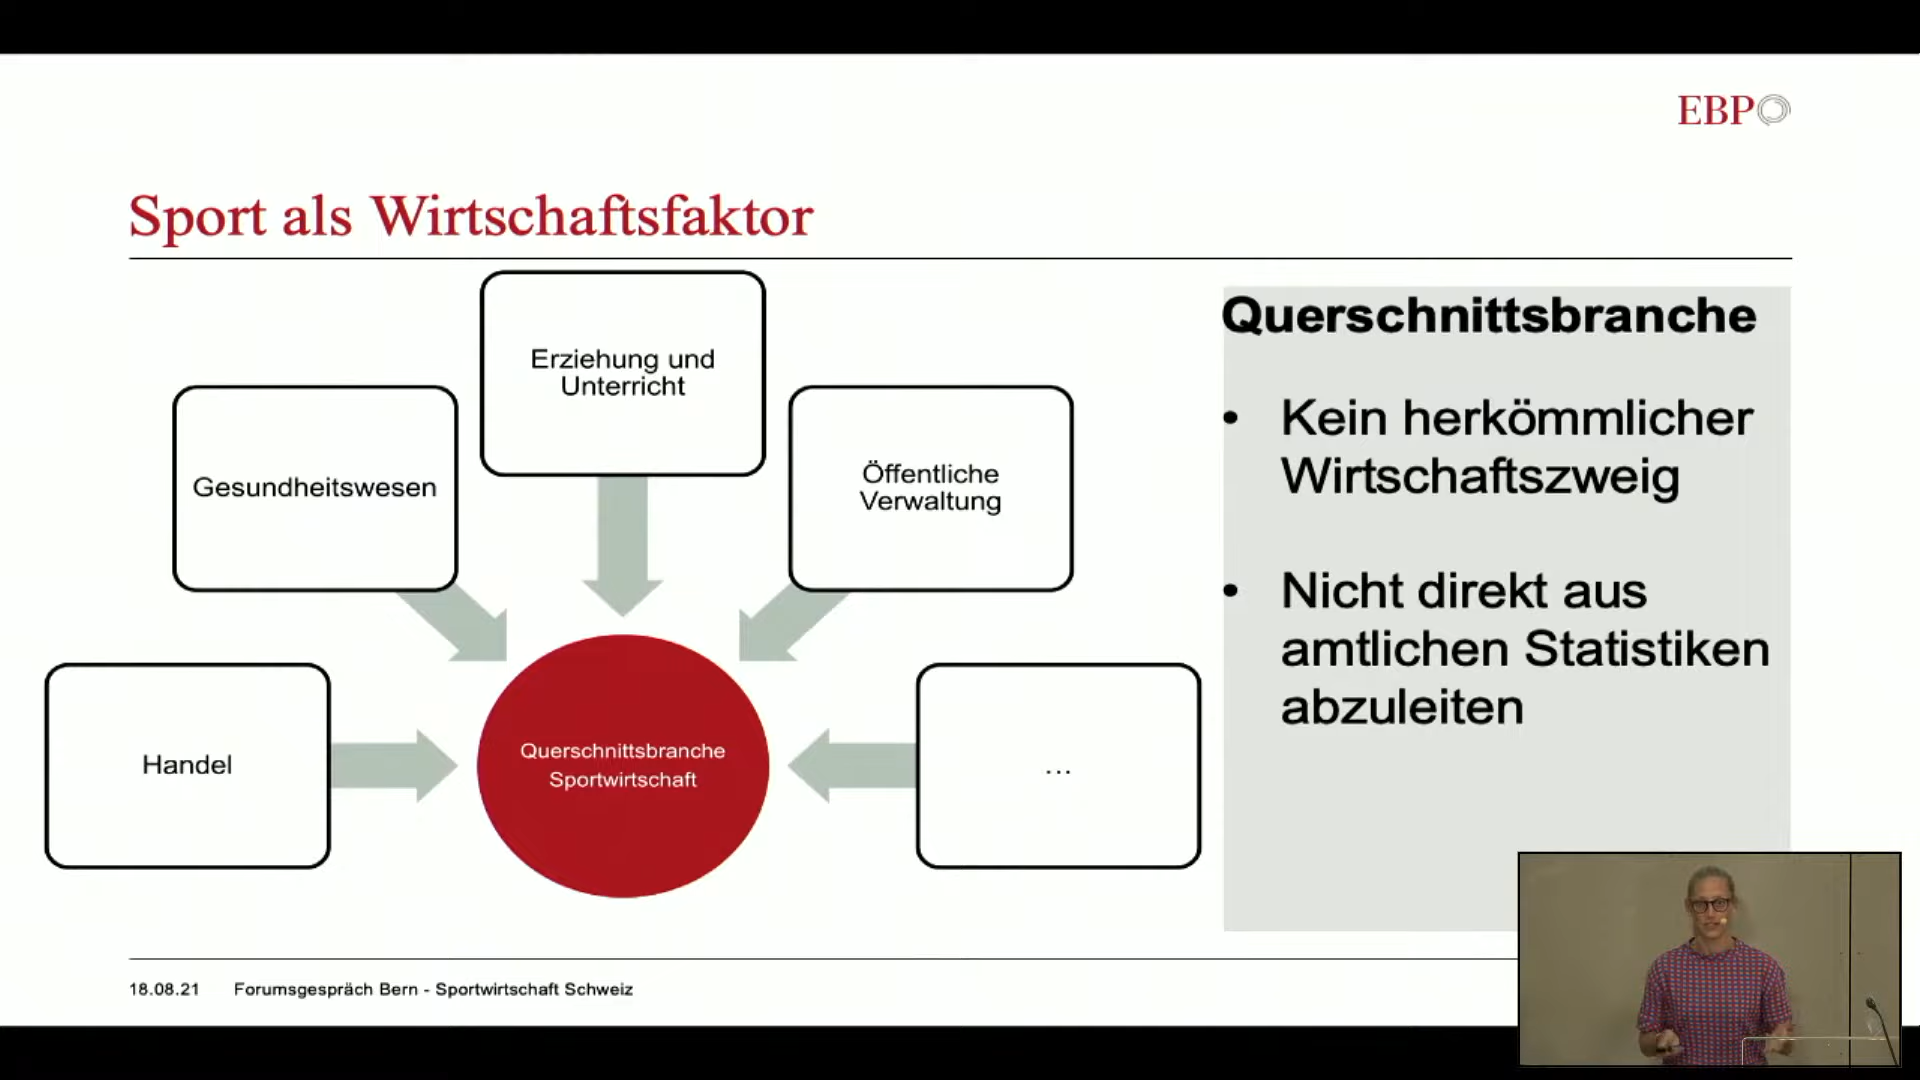 EBP
Sport als Wirtschaftsfaktor
Erziehung und
Unterricht
Gesundheitswesen
Öffentliche
Verwaltung
Handel
Querschnittsbranche
Sportwirtschaft
...
Querschnittsbranche
• Kein herkömmlicher
Wirtschaftszweig
• Nicht direkt aus
amtlichen Statistiken
abzuleiten
18.08.21 Forumsgespräch Bern - Sportwirtschaft Schweiz